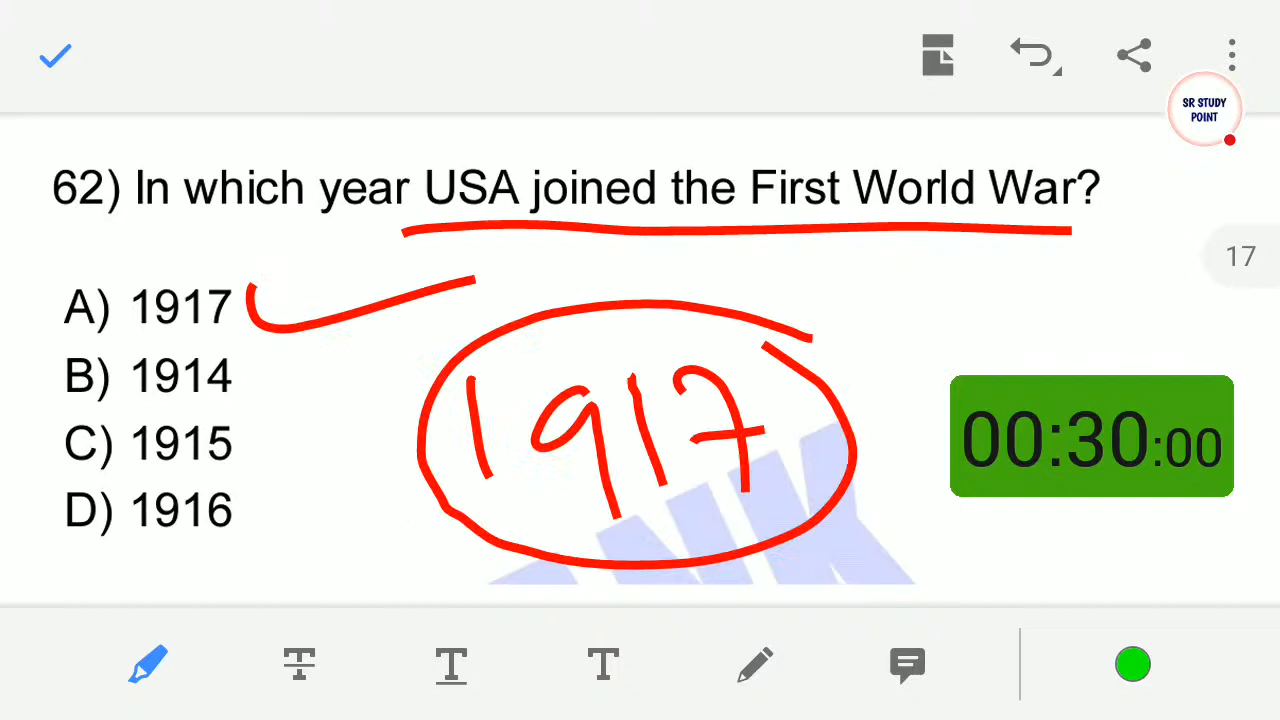 SR STUDY
POINT
62) In which year USA joined the First World War?
17
A) 1917
B) 1914
C) 1915
D) 1916
1917
00:30:00
NK
T
T
T